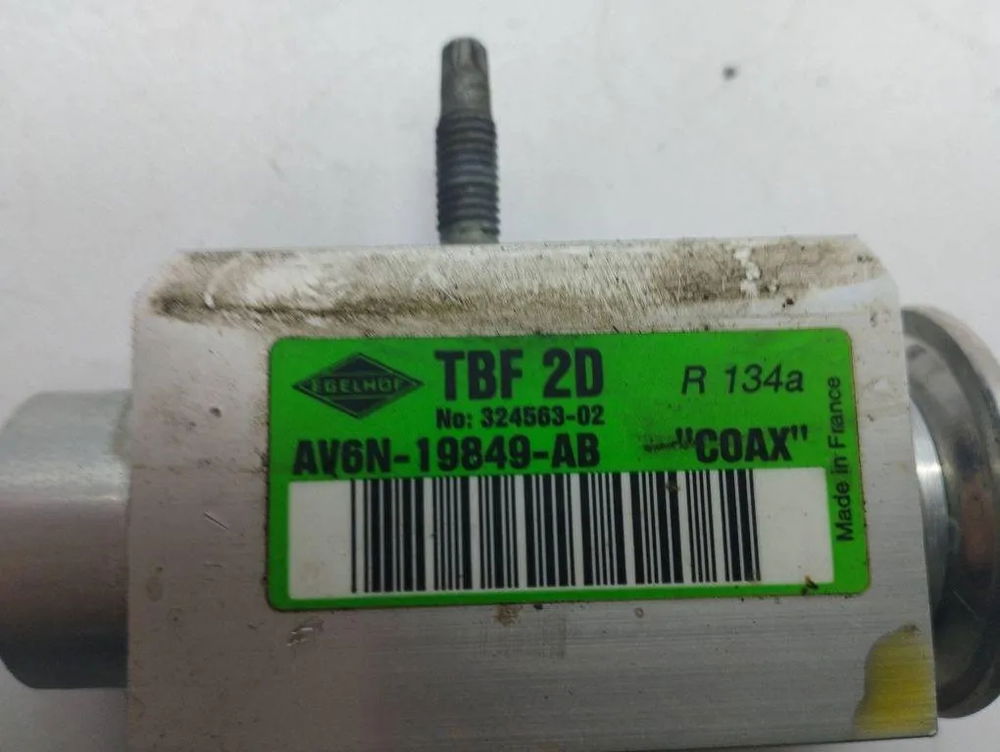 EGELHOF
TBF 2D
R 134a
No: 324563-02
AV6N-19849-AB
"COAX"
Made in France